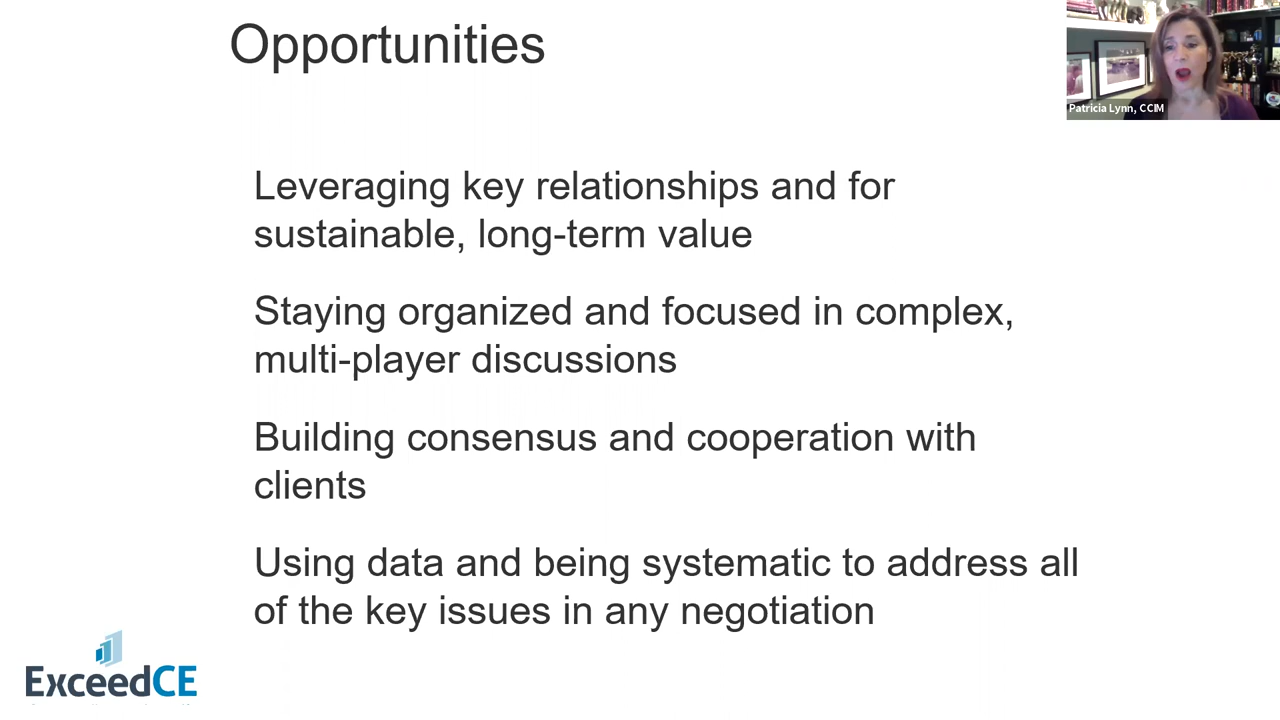 Opportunities
Patricia Lynn, CCIM
Leveraging key relationships and for
sustainable, long-term value
Staying organized and focused in complex,
multi-player discussions
Building consensus and cooperation with
clients
Using data and being systematic to address all
of the key issues in any negotiation
ExceedCE